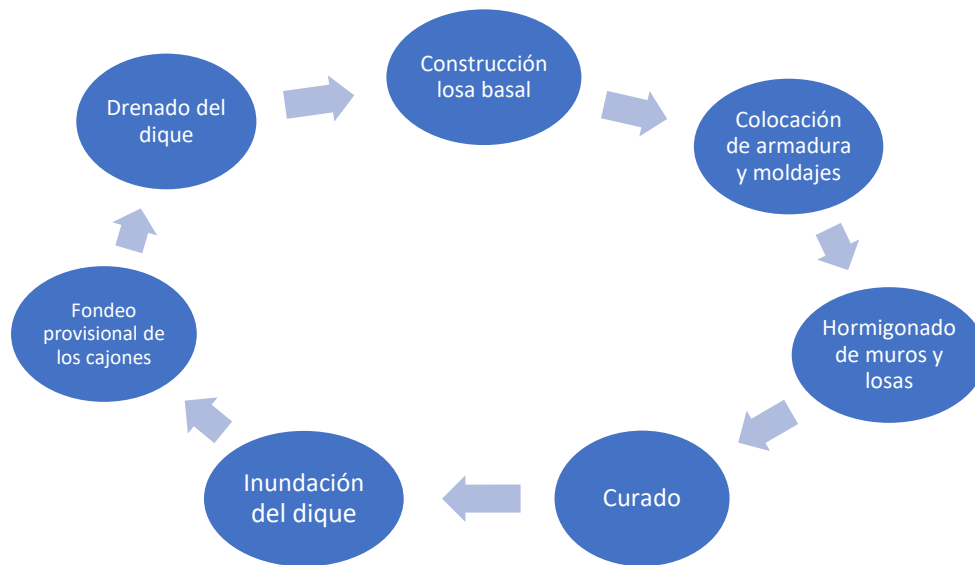 Construcción
losa basal
Colocación
de armadura
y moldajes
Hormigonado
de muros y
losas
Curado
Inundación
del dique
Fondeo
provisional de
los cajones
Drenado del
dique